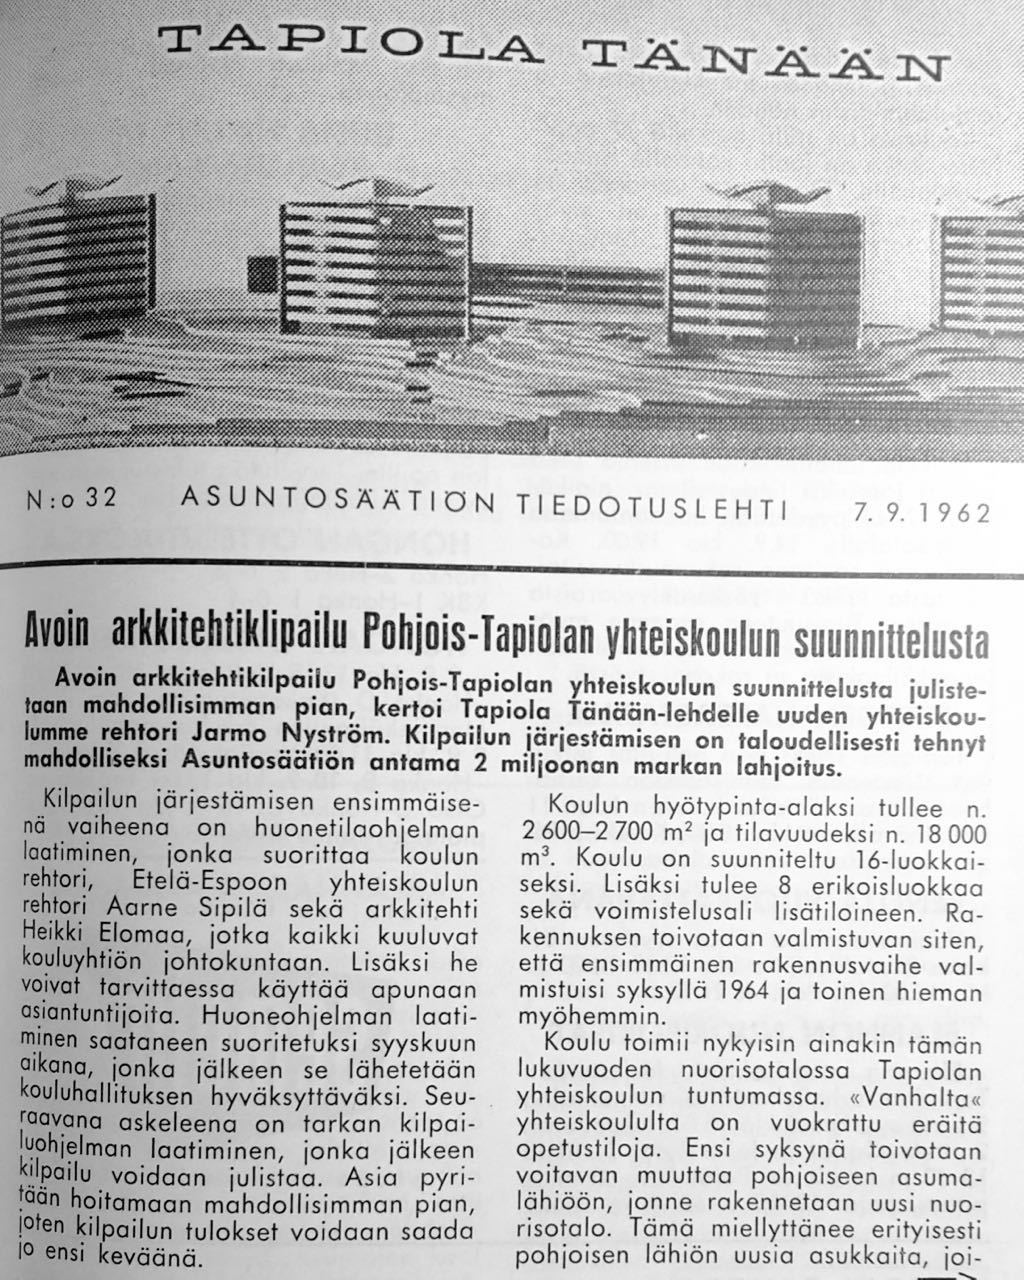 TAPIOLA TÄNÄÄN
N:o 32 ASUNTOSÄÄTIÖN TIEDOTUSLEHTI 7.9.1962
Avoin arkkitehtiklipailu Pohjois-Tapiolan yhteiskoulun suunnittelusta
Avoin arkkitehtikilpailu Pohjois-Tapiolan yhteiskoulun suunnittelusta juliste-
taan mahdollisimman pian, kertoi Tapiola Tänään-lehdelle uuden yhteiskou-
lumme rehtori Jarmo Nyström. Kilpailun järjestämisen on taloudellisesti tehnyt
mahdolliseksi Asuntosäätiön antama 2 miljoonan markan lahjoitus.
Kilpailun järjestämisen ensimmäise-
nä vaiheena on huonetilaohjelman
laatiminen, jonka suorittaa koulun
rehtori, Etelä-Espoon yhteiskoulun
rehtori Aarne Sipilä sekä arkkitehti
Heikki Elomaa, jotka kaikki kuuluvat
kouluyhtiön johtokuntaan. Lisäksi he
voivat tarvittaessa käyttää apunaan
asiantuntijoita. Huoneohjelman laati-
minen saataneen suoritetuksi syyskuun
aikana, jonka jälkeen se lähetetään
kouluhallituksen hyväksyttäväksi. Seu-
raavana askeleena on tarkan kilpai-
luohjelman laatiminen, jonka jälkeen
kilpailu voidaan julistaa. Asia pyri-
tään hoitamaan mahdollisimman pian,
joten kilpailun tulokset voidaan saada
jo ensi keväänä.
Koulun hyötypinta-alaksi tullee n.
2 600–2 700 m² ja tilavuudeksi n. 18 000
m³. Koulu on suunniteltu 16-luokkai-
seksi. Lisäksi tulee 8 erikoisluokkaa
sekä voimistelusali lisätiloineen. Ra-
kennuksen toivotaan valmistuvan siten,
että ensimmäinen rakennusvaihe val-
mistuisi syksyllä 1964 ja toinen hieman
myöhemmin.
Koulu toimii nykyisin ainakin tämän
lukuvuoden nuorisotalossa Tapiolan
yhteiskoulun tuntumassa. «Vanhalta«
yhteiskoululta on vuokrattu eräitä
opetustiloja. Ensi syksynä toivotaan
voitavan muuttaa pohjoiseen asuma-
lähiöön, jonne rakennetaan uusi nuo-
risotalo. Tämä miellyttänee erityisesti
pohjoisen lähiön uusia asukkaita, joi-